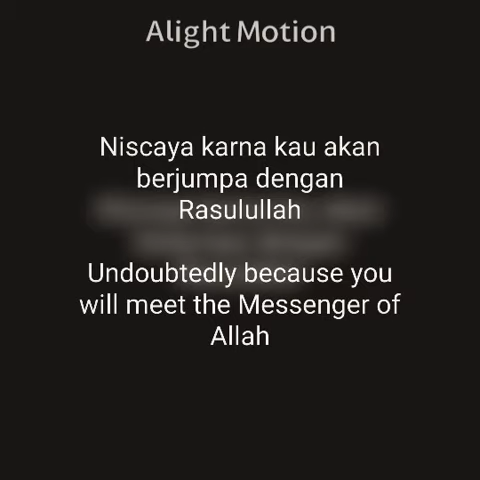 Alight Motion
Niscaya karna kau akan
berjumpa dengan
Rasulullah
Undoubtedly because you
will meet the Messenger of
Allah